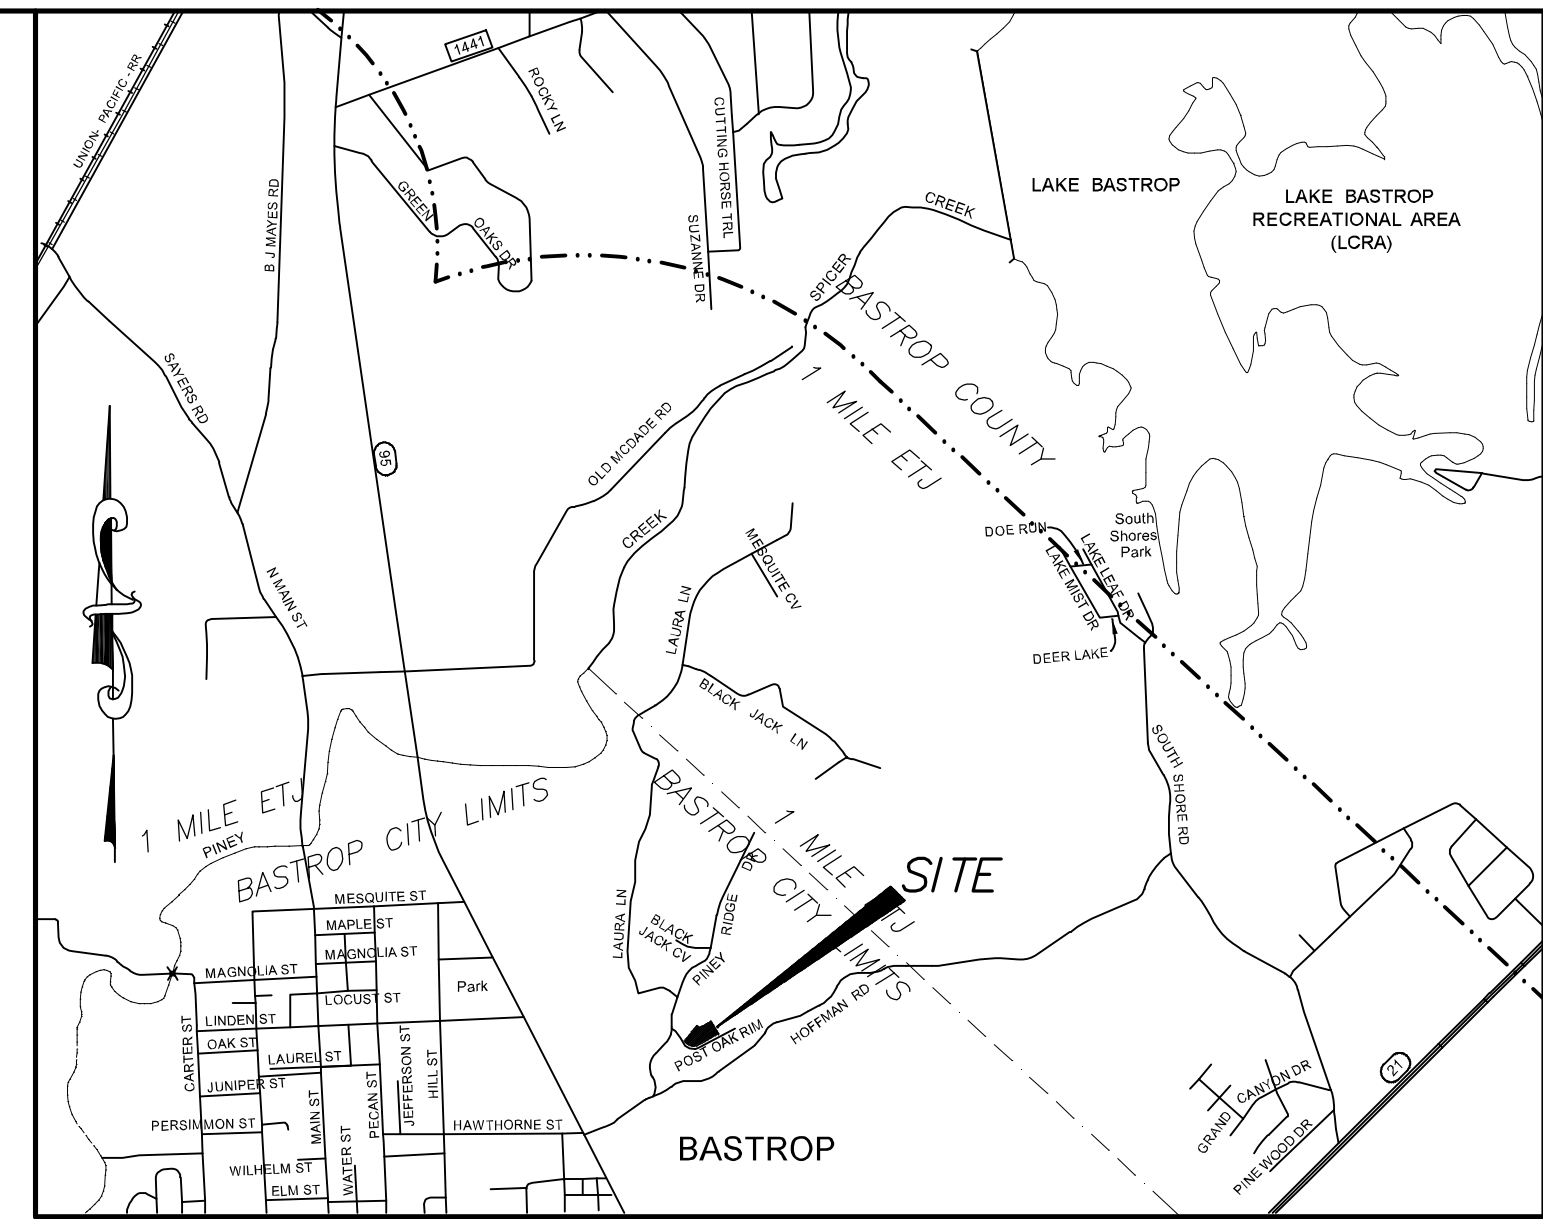 UNION- PACIFIC -RR
1441
ROCKY LN
CUTTING HORSE TRL
SUZANNE DR
B J MAYES RD
GREEN
OAKS DR
CREEK
SPICER
LAKE BASTROP
LAKE BASTROP
RECREATIONAL AREA
(LCRA)
BASTROP COUNTY
1 MILE ETJ
SAYERS RD
95
OLD MCDADE RD
CREEK
MESQUITE CV
LAURA LN
DOE RUN
South
Shores
Park
LAKE LEAF DR
LAKE MIST DR
DEER LAKE
N MAIN ST
BLACK JACK LN
SOUTH SHORE RD
1 MILE ETJ
PINEY
BASTROP CITY LIMITS
1 MILE ETJ
BASTROP CITY LIMITS
SITE
LAURA LN
BLACK
JACK CV
PINEY RIDGE DR
POST OAK RIM
HOFFMAN RD
MESQUITE ST
MAPLE ST
MAGNOLIA ST
MAGNOLIA ST
LOCUST ST
Park
LINDEN ST
OAK ST
LAUREL ST
JUNIPER ST
CARTER ST
MAIN ST
WATER ST
PECAN ST
JEFFERSON ST
HILL ST
PERSIMMON ST
HAWTHORNE ST
WILHELM ST
ELM ST
BASTROP
21
GRAND CANYON DR
PINE WOOD DR